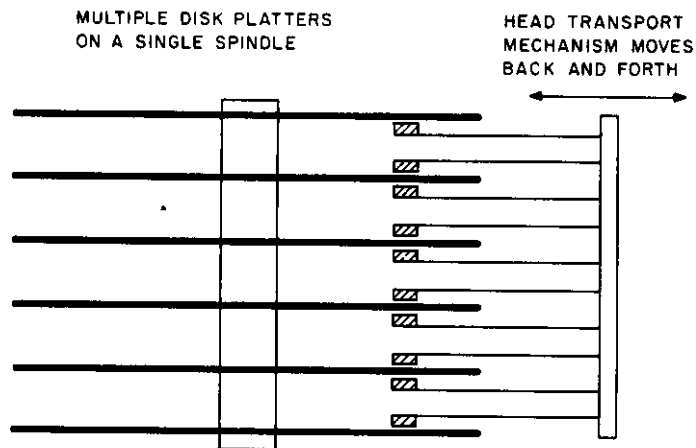 MULTIPLE DISK PLATTERS
ON A SINGLE SPINDLE
HEAD TRANSPORT
MECHANISM MOVES
BACK AND FORTH